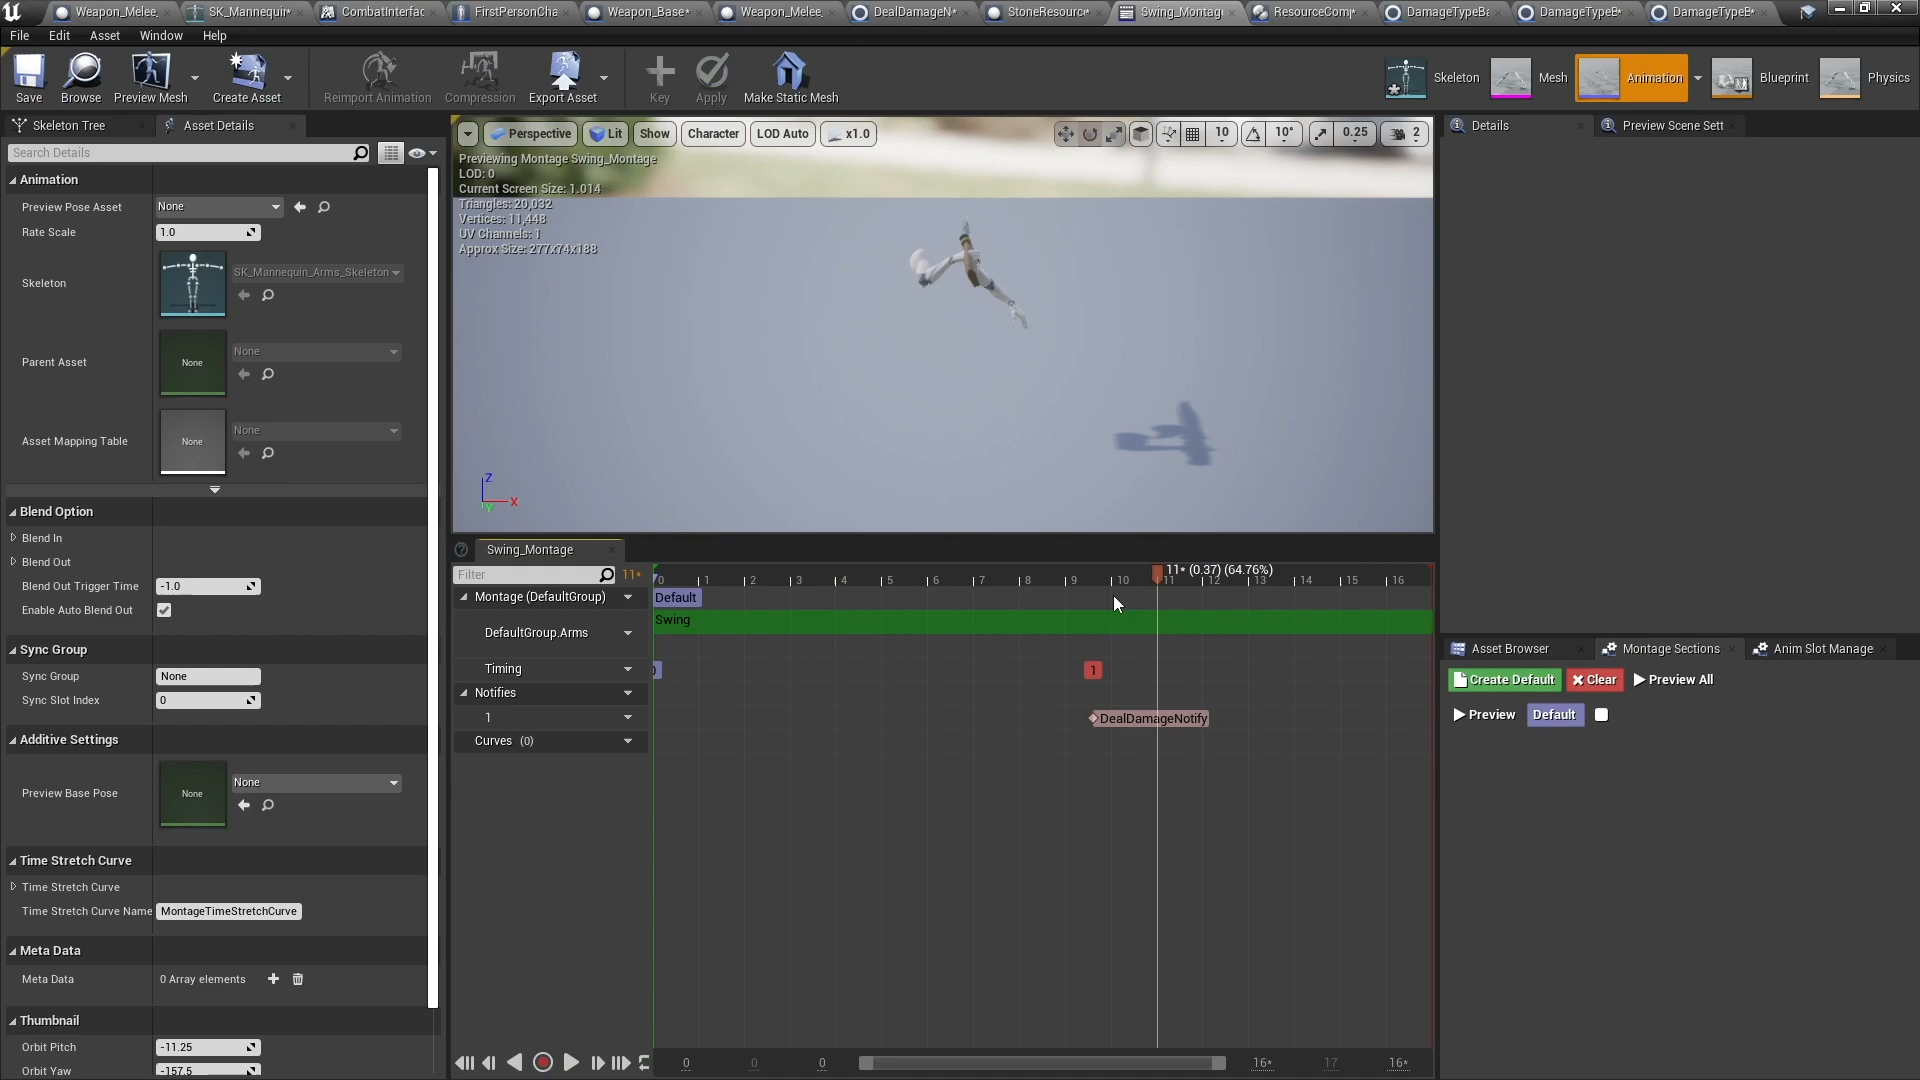 Weapon_Melee_
SK_Mannequin*
CombatInterfac
FirstPersonCha
Weapon_Base*
Weapon_Melee_
DealDamageN*
StoneResourc*
Swing_Montage
ResourceComp*
DamageTypeBa
DamageTypeB*
DamageTypeB*
File Edit Asset Window Help
Save
Browse
Preview Mesh
Create Asset
Reimport Animation
Compression
Export Asset
Key
Apply
Make Static Mesh
Skeleton
Mesh
Animation
Blueprint
Physics
Skeleton Tree
Asset Details
Search Details
Animation
Preview Pose Asset None
Rate Scale 1.0
Skeleton SK_Mannequin_Arms_Skeleton
Parent Asset None None
Asset Mapping Table None None
Blend Option
Blend In
Blend Out
Blend Out Trigger Time -1.0
Enable Auto Blend Out
Sync Group
Sync Group None
Sync Slot Index 0
Additive Settings
Preview Base Pose None None
Time Stretch Curve
Time Stretch Curve
Time Stretch Curve Name MontageTimeStretchCurve
Meta Data
Meta Data 0 Array elements
Thumbnail
Orbit Pitch -11.25
Orbit Yaw -157.5
Perspective Lit Show Character LOD Auto x1.0
10 10° 0.25 2
Previewing Montage Swing_Montage
LOD: 0
Current Screen Size: 1.014
Triangles: 20,032
Vertices: 11,448
UV Channels: 1
Approx Size: 277x74x188
Z
X
Y
Swing_Montage
Filter 11*
0 1 2 3 4 5 6 7 8 9 10 11 12 13 14 15 16
11* (0.37) (64.76%)
Montage (DefaultGroup) Default
Swing
DefaultGroup.Arms
Timing 1
Notifies
1 DealDamageNotify
Curves (0)
0 0 0 16* 17 16*
Details
Preview Scene Sett
Asset Browser
Montage Sections
Anim Slot Manage
Create Default Clear Preview All
Preview Default